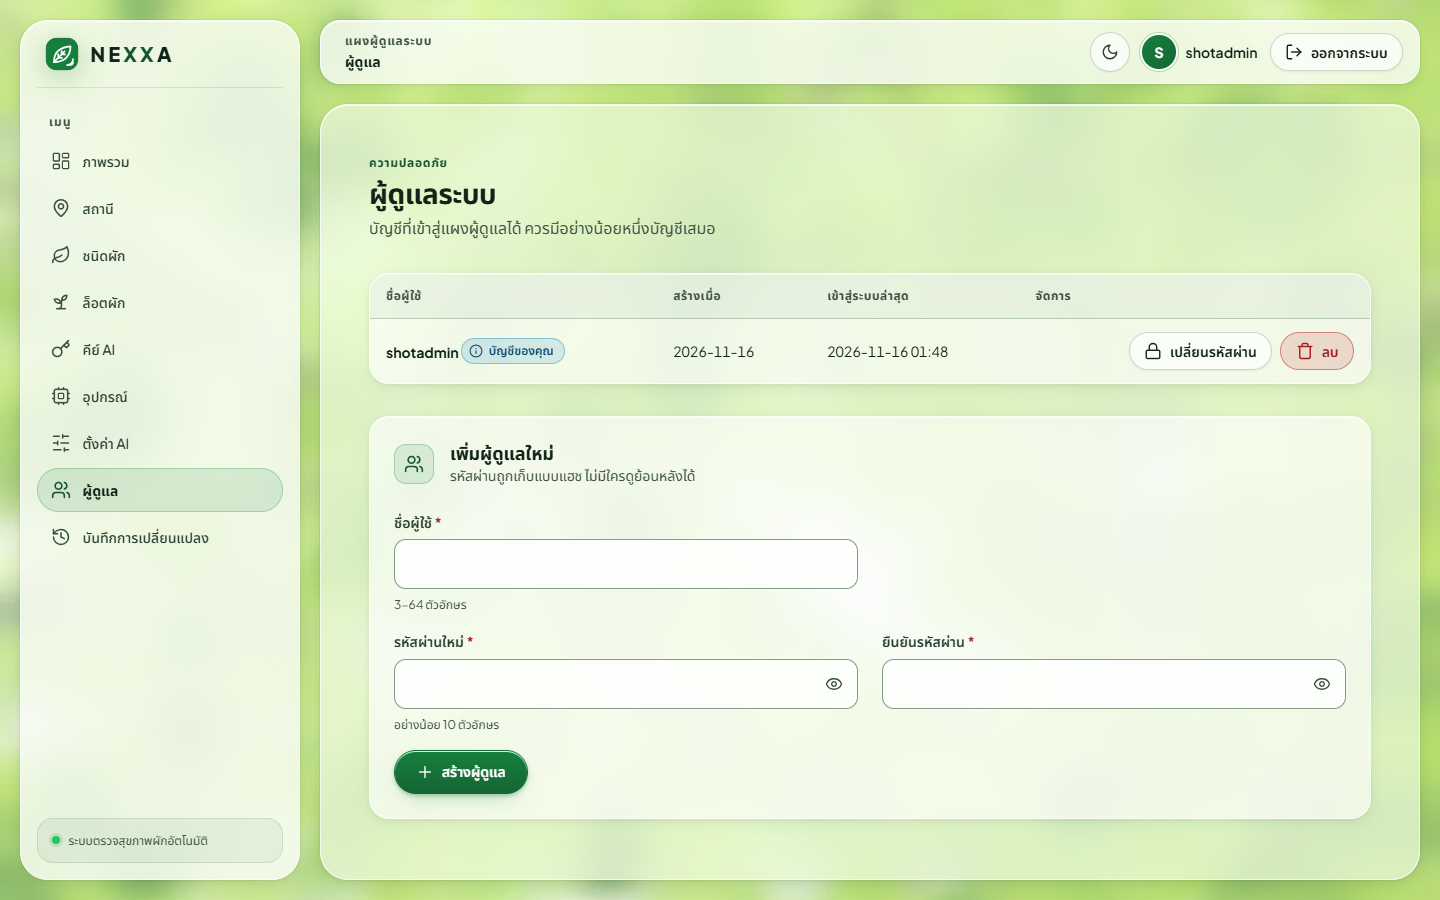 NEXXA
เมนู
ภาพรวม
สถานี
ชนิดผัก
ล็อตผัก
คีย์ AI
อุปกรณ์
ตั้งค่า AI
ผู้ดูแล
บันทึกการเปลี่ยนแปลง
ระบบตรวจสุขภาพผักอัตโนมัติ
แผงผู้ดูแลระบบ
ผู้ดูแล
S shotadmin ออกจากระบบ
ความปลอดภัย
ผู้ดูแลระบบ
บัญชีที่เข้าสู่แผงผู้ดูแลได้ ควรมีอย่างน้อยหนึ่งบัญชีเสมอ
ชื่อผู้ใช้ สร้างเมื่อ เข้าสู่ระบบล่าสุด จัดการ
shotadmin บัญชีของคุณ 2026-11-16 2026-11-16 01:48 เปลี่ยนรหัสผ่าน ลบ
เพิ่มผู้ดูแลใหม่
รหัสผ่านถูกเก็บแบบแฮช ไม่มีใครดูย้อนหลังได้
ชื่อผู้ใช้ *
3–64 ตัวอักษร
รหัสผ่านใหม่ * ยืนยันรหัสผ่าน *
อย่างน้อย 10 ตัวอักษร
สร้างผู้ดูแล